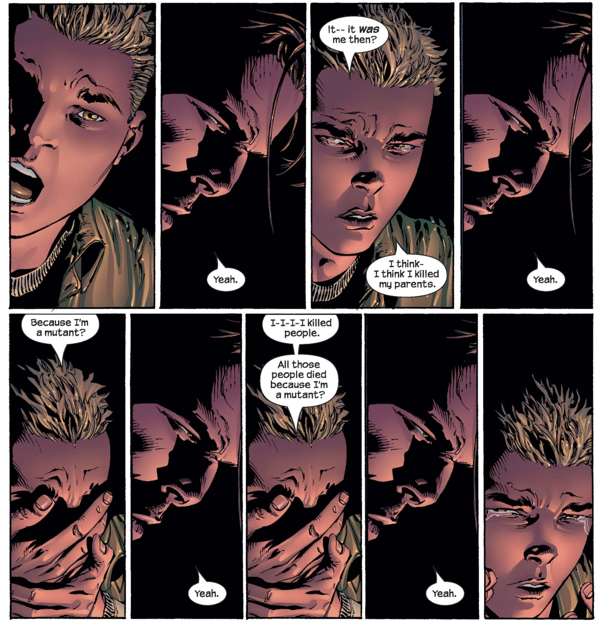 It-- it was
me then?
Yeah.
I think-
I think I killed
my parents.
Yeah.
Because I'm
a mutant?
Yeah.
I-I-I-I killed
people.
All those
people died
because I'm
a mutant?
Yeah.